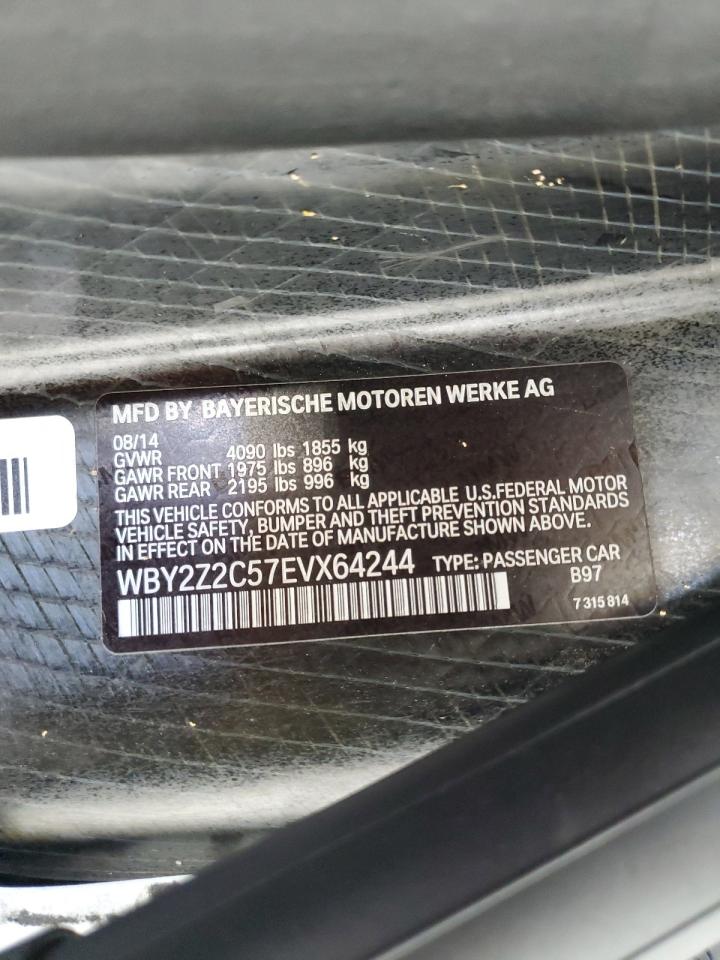 MFD BY BAYERISCHE MOTOREN WERKE AG
08/14
GVWR 4090 lbs 1855 kg
GAWR FRONT 1975 lbs 896 kg
GAWR REAR 2195 lbs 996 kg
THIS VEHICLE CONFORMS TO ALL APPLICABLE U.S.FEDERAL MOTOR
VEHICLE SAFETY, BUMPER AND THEFT PREVENTION STANDARDS
IN EFFECT ON THE DATE OF MANUFACTURE SHOWN ABOVE.
WBY2Z2C57EVX64244 TYPE: PASSENGER CAR
B97
7 315 814